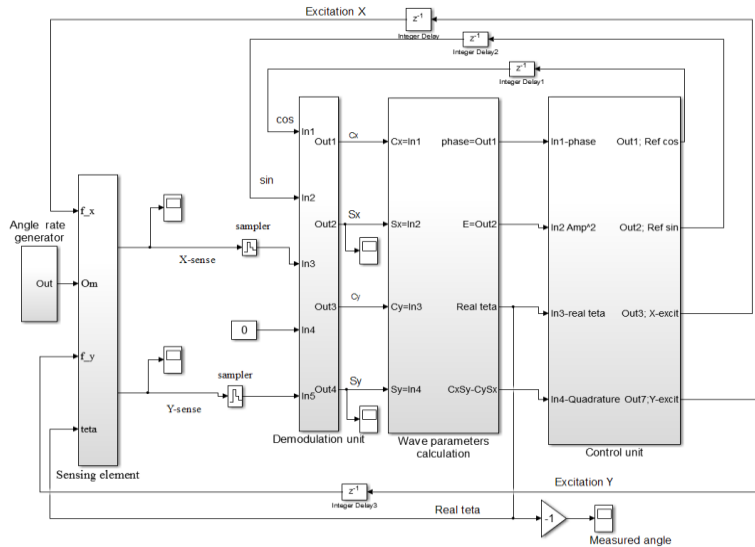 Excitation X
z-1
Integer Delay
z-1
Integer Delay2
z-1
Integer Delay1
cos
sin
Angle rate
generator
Out
f_x
Om
f_y
teta
Sensing element
sampler
X-sense
0
sampler
Y-sense
In1
In2
In3
In4
In5
Out1
Out2
Out3
Out4
Demodulation unit
Cx
Sx
Cy
Sy
Cx=In1
Sx=In2
Cy=In3
Sy=In4
phase=Out1
E=Out2
Real teta
CxSy-CySx
Wave parameters
calculation
In1-phase
In2 Amp^2
In3-real teta
In4-Quadrature
Out1; Ref cos
Out2; Ref sin
Out3; X-excit
Out7;Y-excit
Control unit
z-1
Integer Delay3
Excitation Y
Real teta
-1
Measured angle